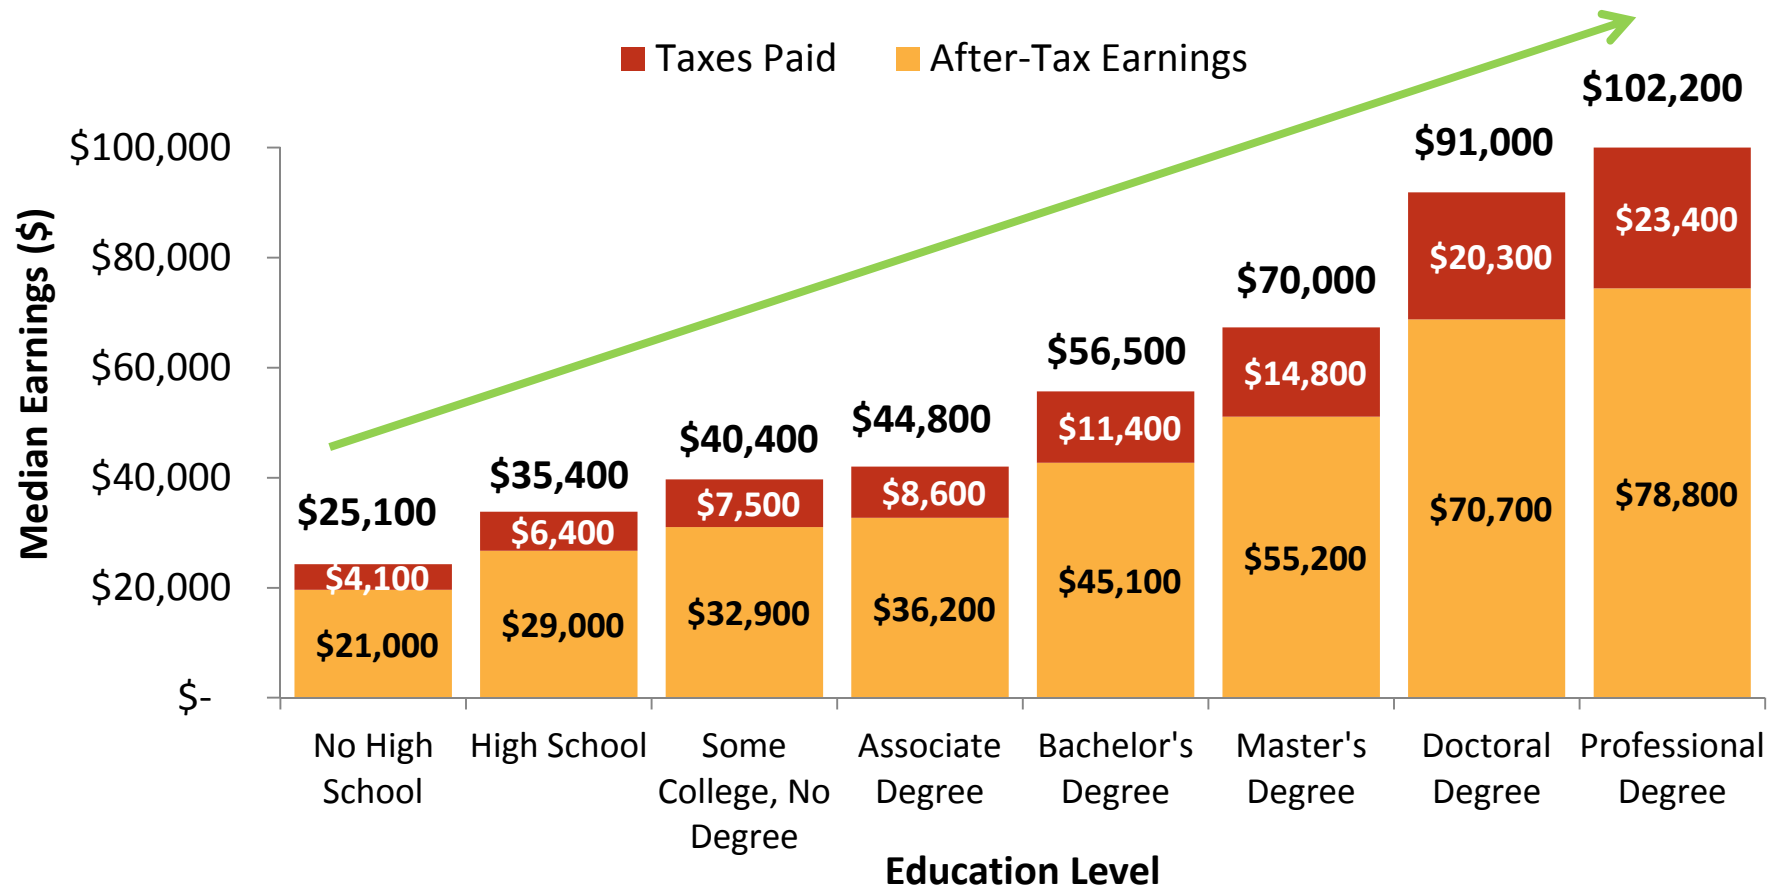 Taxes Paid
After-Tax Earnings
Median Earnings ($)
$100,000
$80,000
$60,000
$40,000
$20,000
$-
$25,100
$4,100
$21,000
$35,400
$6,400
$29,000
$40,400
$7,500
$32,900
$44,800
$8,600
$36,200
$56,500
$11,400
$45,100
$70,000
$14,800
$55,200
$91,000
$20,300
$70,700
$102,200
$23,400
$78,800
No High
School
High School
Some
College, No
Degree
Associate
Degree
Bachelor's
Degree
Master's
Degree
Doctoral
Degree
Professional
Degree
Education Level